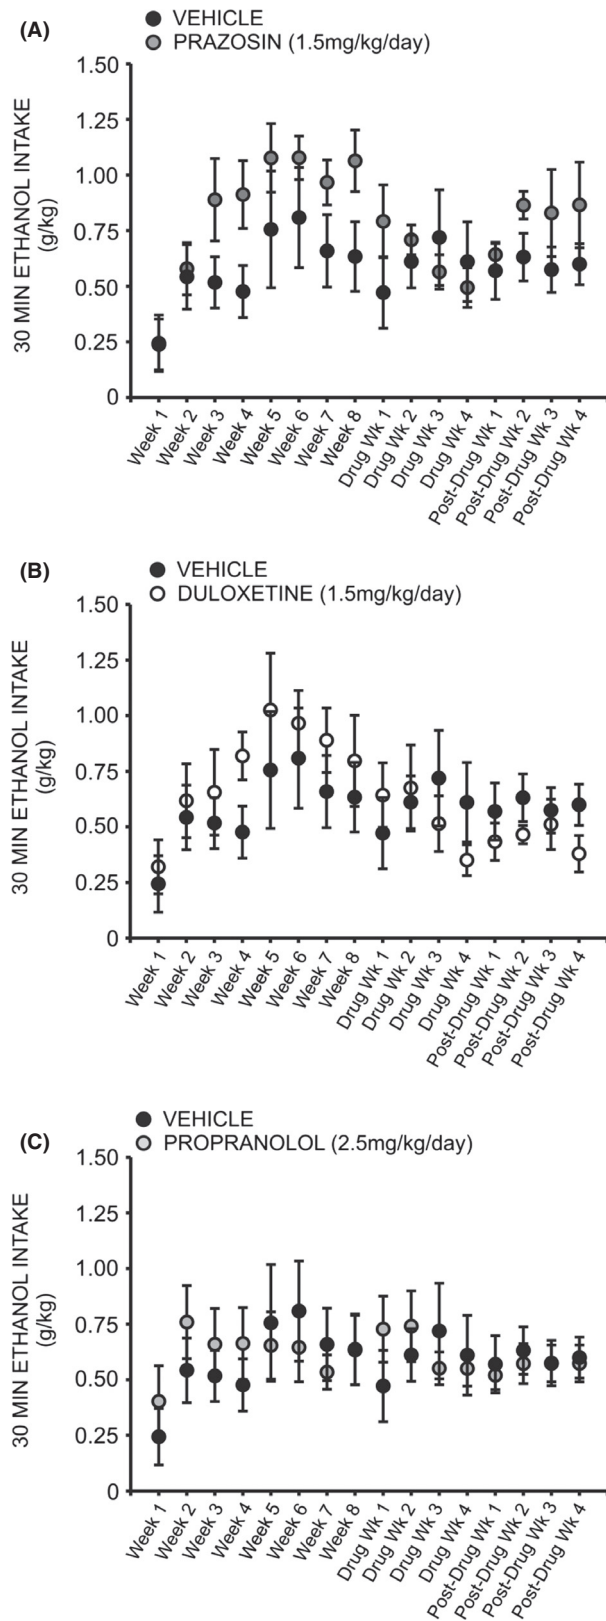 (A)
VEHICLE
PRAZOSIN (1.5mg/kg/day)
30 MIN ETHANOL INTAKE
(g/kg)
1.50
1.25
1.00
0.75
0.50
0.25
0
Week 1
Week 2
Week 3
Week 4
Week 5
Week 6
Week 7
Week 8
Drug Wk 1
Drug Wk 2
Drug Wk 3
Drug Wk 4
Post-Drug Wk 1
Post-Drug Wk 2
Post-Drug Wk 3
Post-Drug Wk 4
(B)
VEHICLE
DULOXETINE (1.5mg/kg/day)
30 MIN ETHANOL INTAKE
(g/kg)
1.50
1.25
1.00
0.75
0.50
0.25
0
Week 1
Week 2
Week 3
Week 4
Week 5
Week 6
Week 7
Week 8
Drug Wk 1
Drug Wk 2
Drug Wk 3
Drug Wk 4
Post-Drug Wk 1
Post-Drug Wk 2
Post-Drug Wk 3
Post-Drug Wk 4
(C)
VEHICLE
PROPRANOLOL (2.5mg/kg/day)
30 MIN ETHANOL INTAKE
(g/kg)
1.50
1.25
1.00
0.75
0.50
0.25
0
Week 1
Week 2
Week 3
Week 4
Week 5
Week 6
Week 7
Week 8
Drug Wk 1
Drug Wk 2
Drug Wk 3
Drug Wk 4
Post-Drug Wk 1
Post-Drug Wk 2
Post-Drug Wk 3
Post-Drug Wk 4